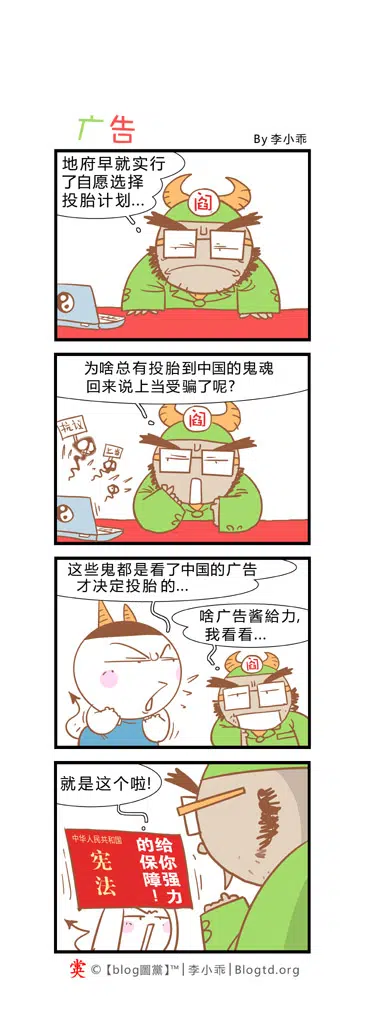 广告
By 李小乖
地府早就实行
了自愿选择
投胎计划...
閻
为啥总有投胎到中国的鬼魂
回来说上当受骗了呢?
抗议
上当
閻
这些鬼都是看了中国的广告
才决定投胎的...
啥广告酱給力,
我看看...
閻
就是这个啦!
中华人民共和国
宪法
给你强力
的保障!
©【blog圖黨】™|李小乖|Blogtd.org